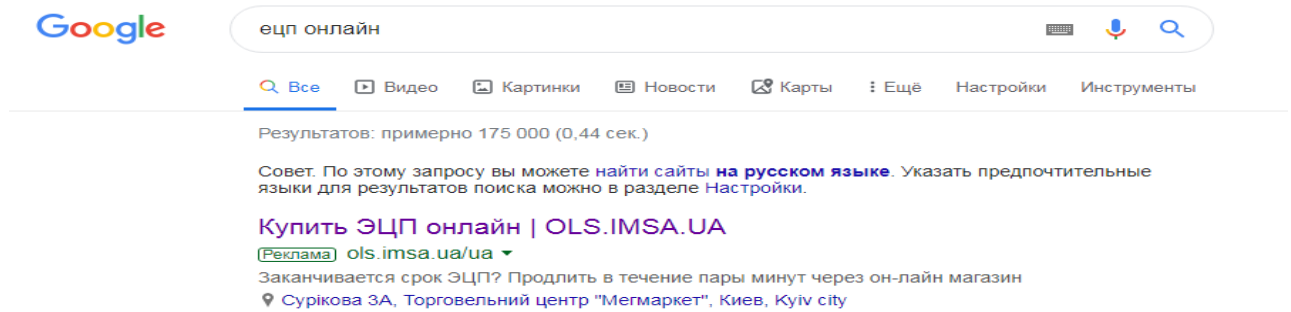 Google
ецп онлайн
Все Видео Картинки Новости Карты Ещё Настройки Инструменты
Результатов: примерно 175 000 (0,44 сек.)
Совет. По этому запросу вы можете найти сайты на русском языке. Указать предпочтительные
языки для результатов поиска можно в разделе Настройки.
Купить ЭЦП онлайн | OLS.IMSA.UA
Реклама ols.imsa.ua/ua
Заканчивается срок ЭЦП? Продлить в течение пары минут через он-лайн магазин
Сурікова 3А, Торговельний центр "Мегмаркет", Киев, Kyiv city